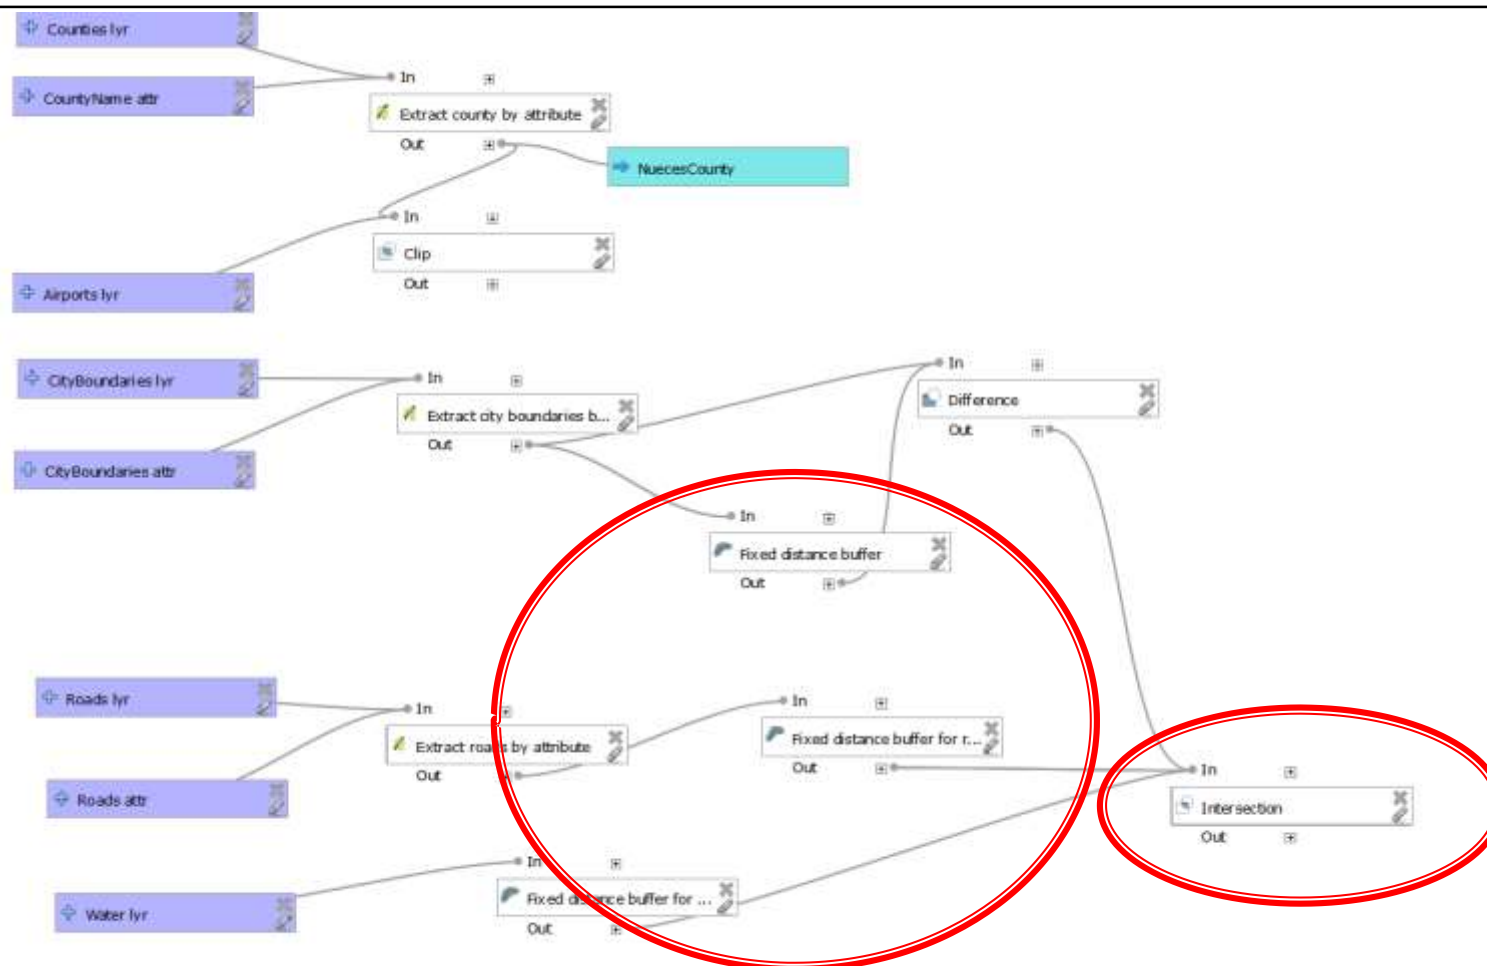 Counties lyr
In
CountyName attr
Extract county by attribute
Out
NuecesCounty
In
Clip
Out
Airports lyr
In
CityBoundaries lyr
In
Difference
Extract city boundaries b...
Out
Out
CityBoundaries attr
In
Fixed distance buffer
Out
Roads lyr
In
In
Fixed distance buffer for r...
Extract roads by attribute
Out
Out
In
Roads attr
Intersection
Out
In
Fixed distance buffer for ...
Water lyr
Out